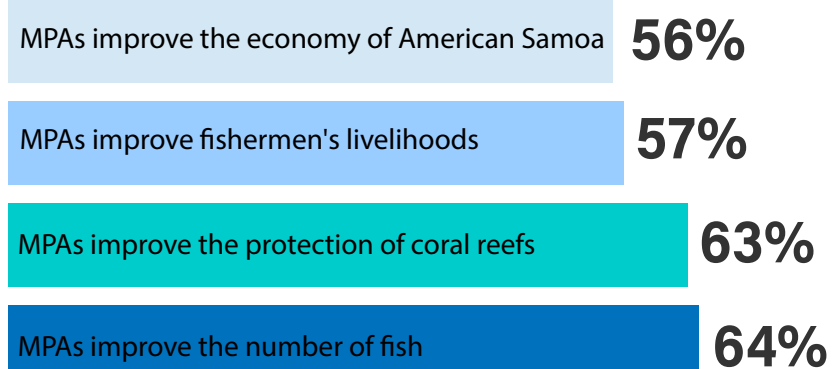 MPAs improve the economy of American Samoa 56%
MPAs improve fishermen's livelihoods 57%
MPAs improve the protection of coral reefs 63%
MPAs improve the number of fish 64%